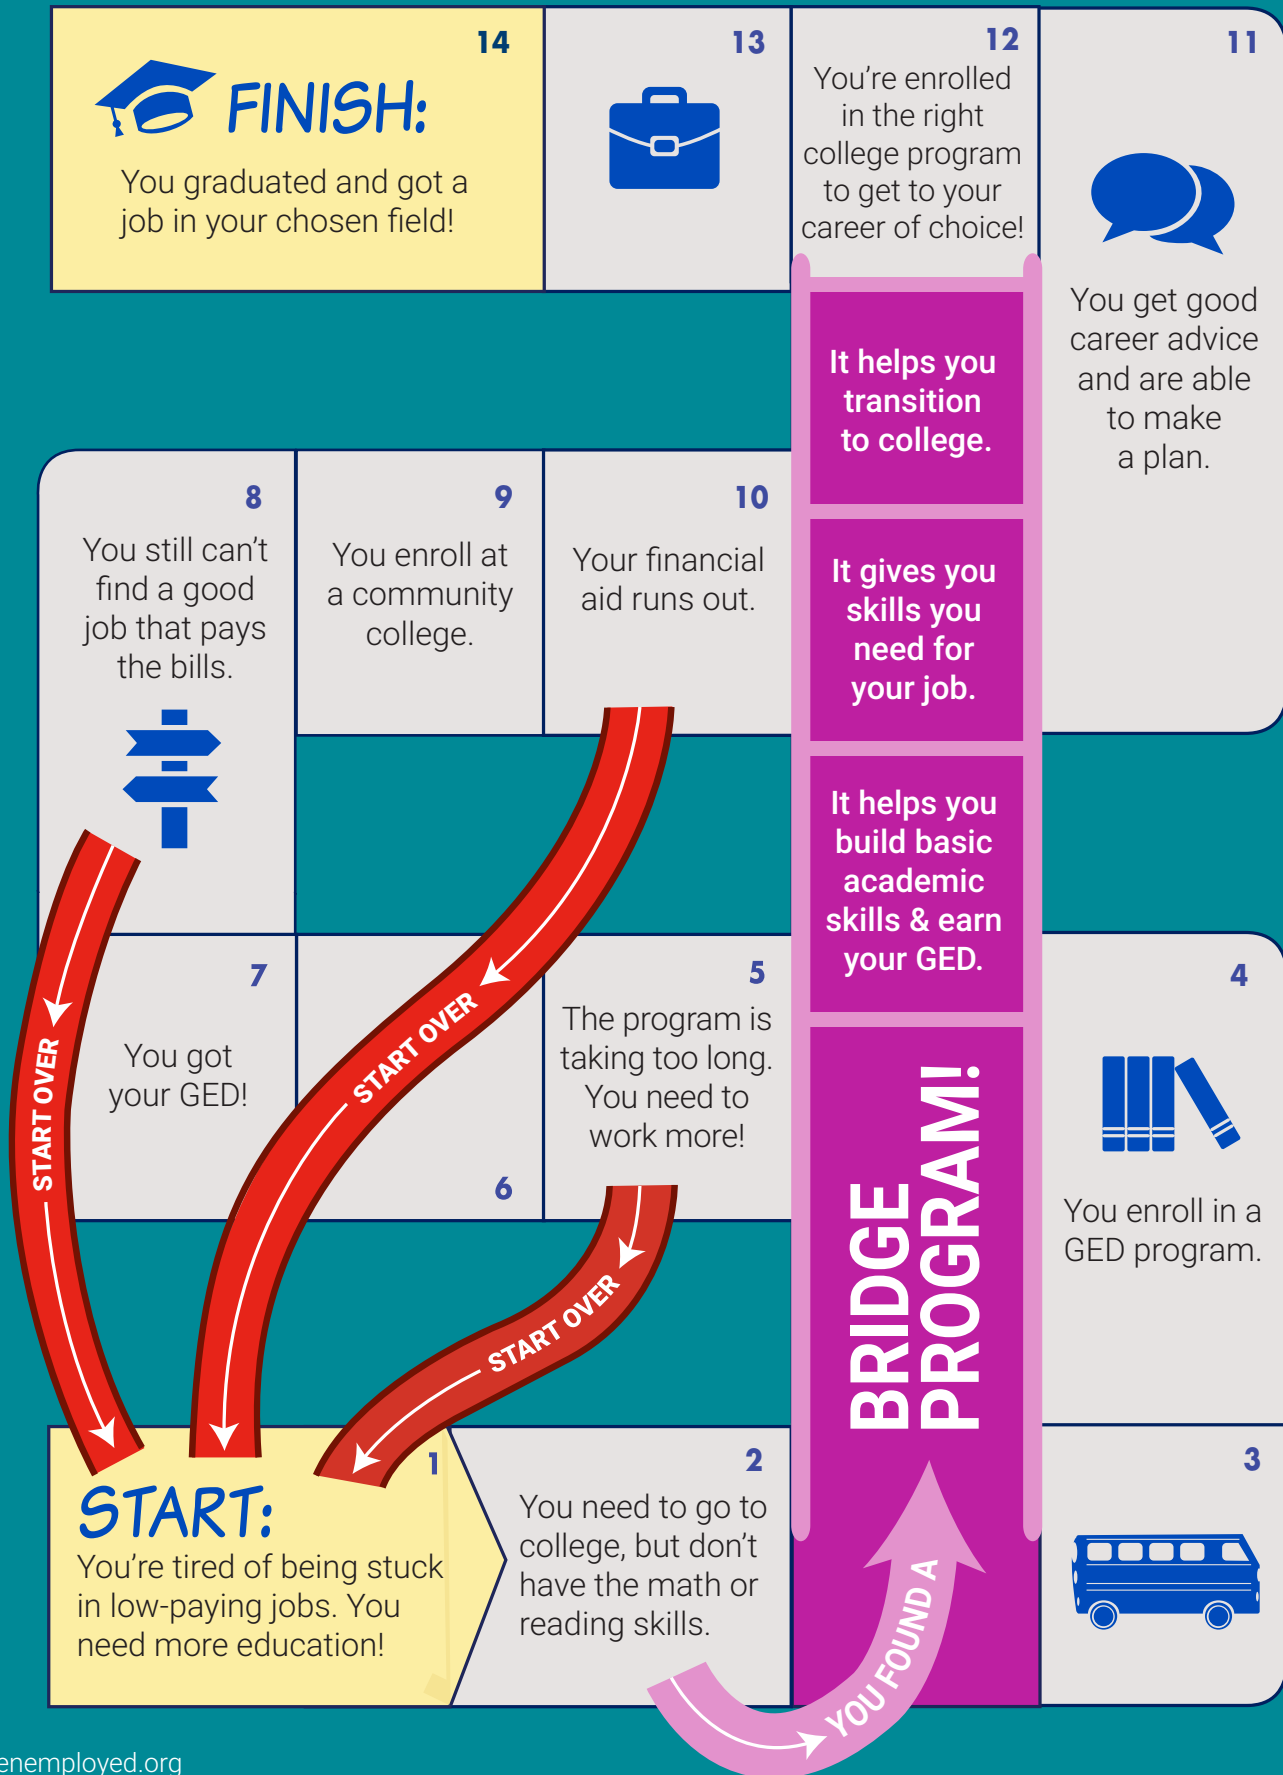 14
FINISH:
You graduated and got a
job in your chosen field!
13
12
You're enrolled
in the right
college program
to get to your
career of choice!
11
You get good
career advice
and are able
to make
a plan.
It helps you
transition
to college.
It gives you
skills you
need for
your job.
It helps you
build basic
academic
skills & earn
your GED.
BRIDGE
PROGRAM!
YOU FOUND A
8
You still can't
find a good
job that pays
the bills.
9
You enroll at
a community
college.
10
Your financial
aid runs out.
START OVER
START OVER
START OVER
7
You got
your GED!
6
5
The program is
taking too long.
You need to
work more!
4
You enroll in a
GED program.
1
START:
You're tired of being stuck
in low-paying jobs. You
need more education!
2
You need to go to
college, but don't
have the math or
reading skills.
3
enemployed.org